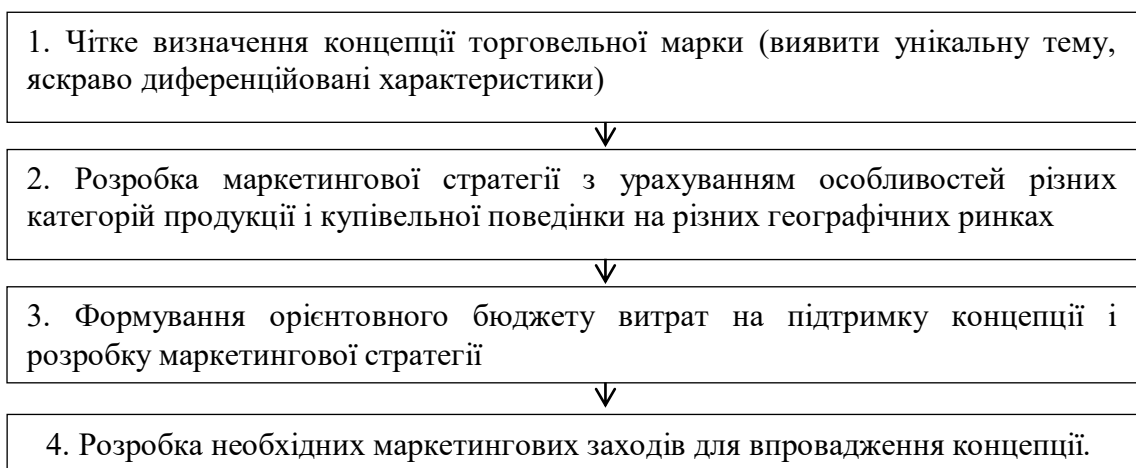 1. Чітке визначення концепції торговельної марки (виявити унікальну тему,
яскраво диференційовані характеристики)
2. Розробка маркетингової стратегії з урахуванням особливостей різних
категорій продукції і купівельної поведінки на різних географічних ринках
3. Формування орієнтовного бюджету витрат на підтримку концепції і
розробку маркетингової стратегії
4. Розробка необхідних маркетингових заходів для впровадження концепції.